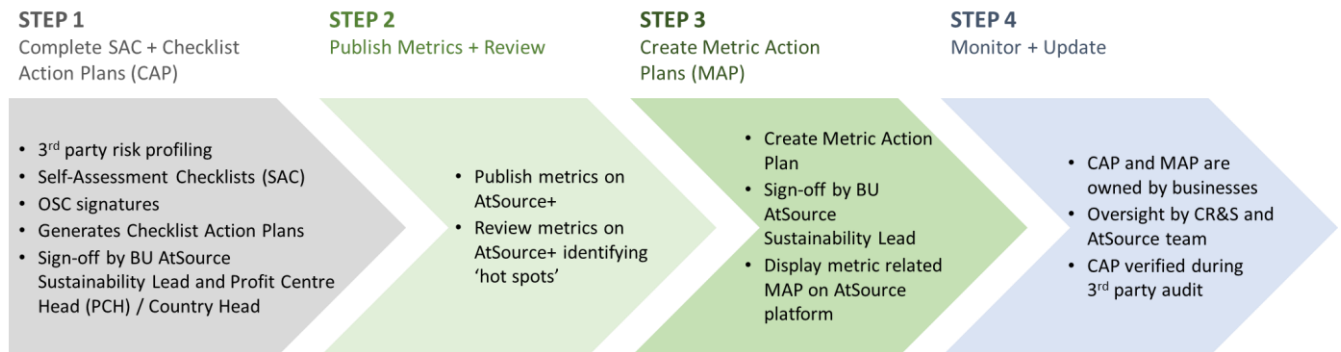 STEP 1
Complete SAC + Checklist
Action Plans (CAP)
• 3rd party risk profiling
• Self-Assessment Checklists (SAC)
• OSC signatures
• Generates Checklist Action Plans
• Sign-off by BU AtSource
Sustainability Lead and Profit Centre
Head (PCH) / Country Head
STEP 2
Publish Metrics + Review
• Publish metrics on
AtSource+
• Review metrics on
AtSource+ identifying
‘hot spots’
STEP 3
Create Metric Action
Plans (MAP)
• Create Metric Action
Plan
• Sign-off by BU
AtSource
Sustainability Lead
• Display metric related
MAP on AtSource
platform
STEP 4
Monitor + Update
• CAP and MAP are
owned by businesses
• Oversight by CR&S and
AtSource team
• CAP verified during
3rd party audit